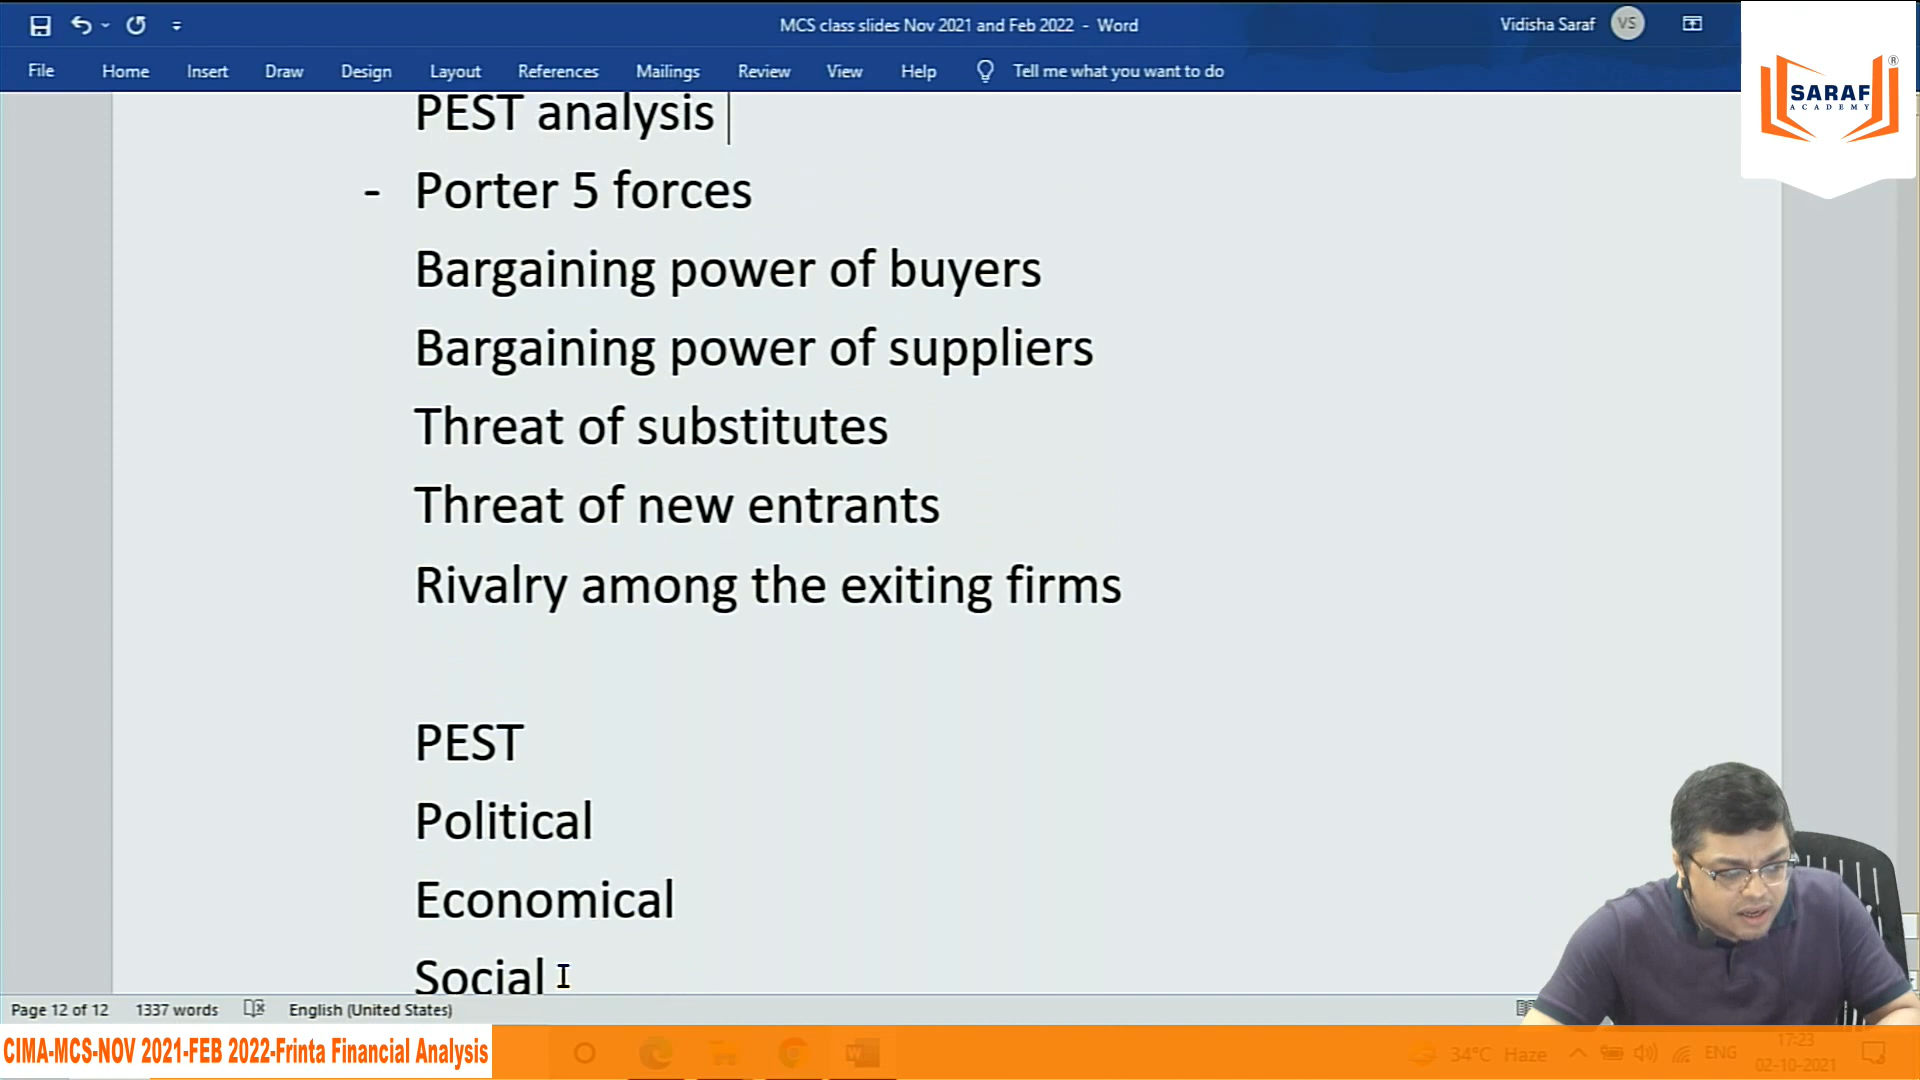 MCS class slides Nov 2021 and Feb 2022 - Word
Vidisha Saraf
VS
File
Home
Insert
Draw
Design
Layout
References
Mailings
Review
View
Help
Tell me what you want to do
SARAF
ACADEMY
®
PEST analysis
- Porter 5 forces
Bargaining power of buyers
Bargaining power of suppliers
Threat of substitutes
Threat of new entrants
Rivalry among the exiting firms
PEST
Political
Economical
Social
Page 12 of 12
1337 words
English (United States)
CIMA-MCS-NOV 2021-FEB 2022-Frinta Financial Analysis
34°C Haze
ENG
17:23
02-10-2021